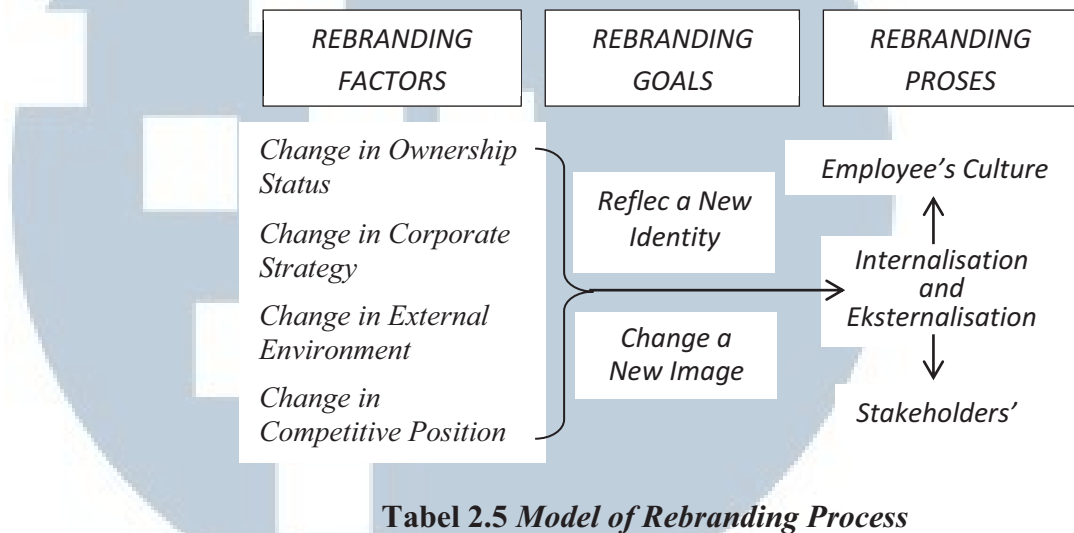 REBRANDING
FACTORS
REBRANDING
GOALS
REBRANDING
PROSES
Change in Ownership
Status
Change in Corporate
Strategy
Change in External
Environment
Change in
Competitive Position
Reflec a New
Identity
Change a
New Image
Employee’s Culture
Internalisation
and
Eksternalisation
Stakeholders’
Tabel 2.5 Model of Rebranding Process